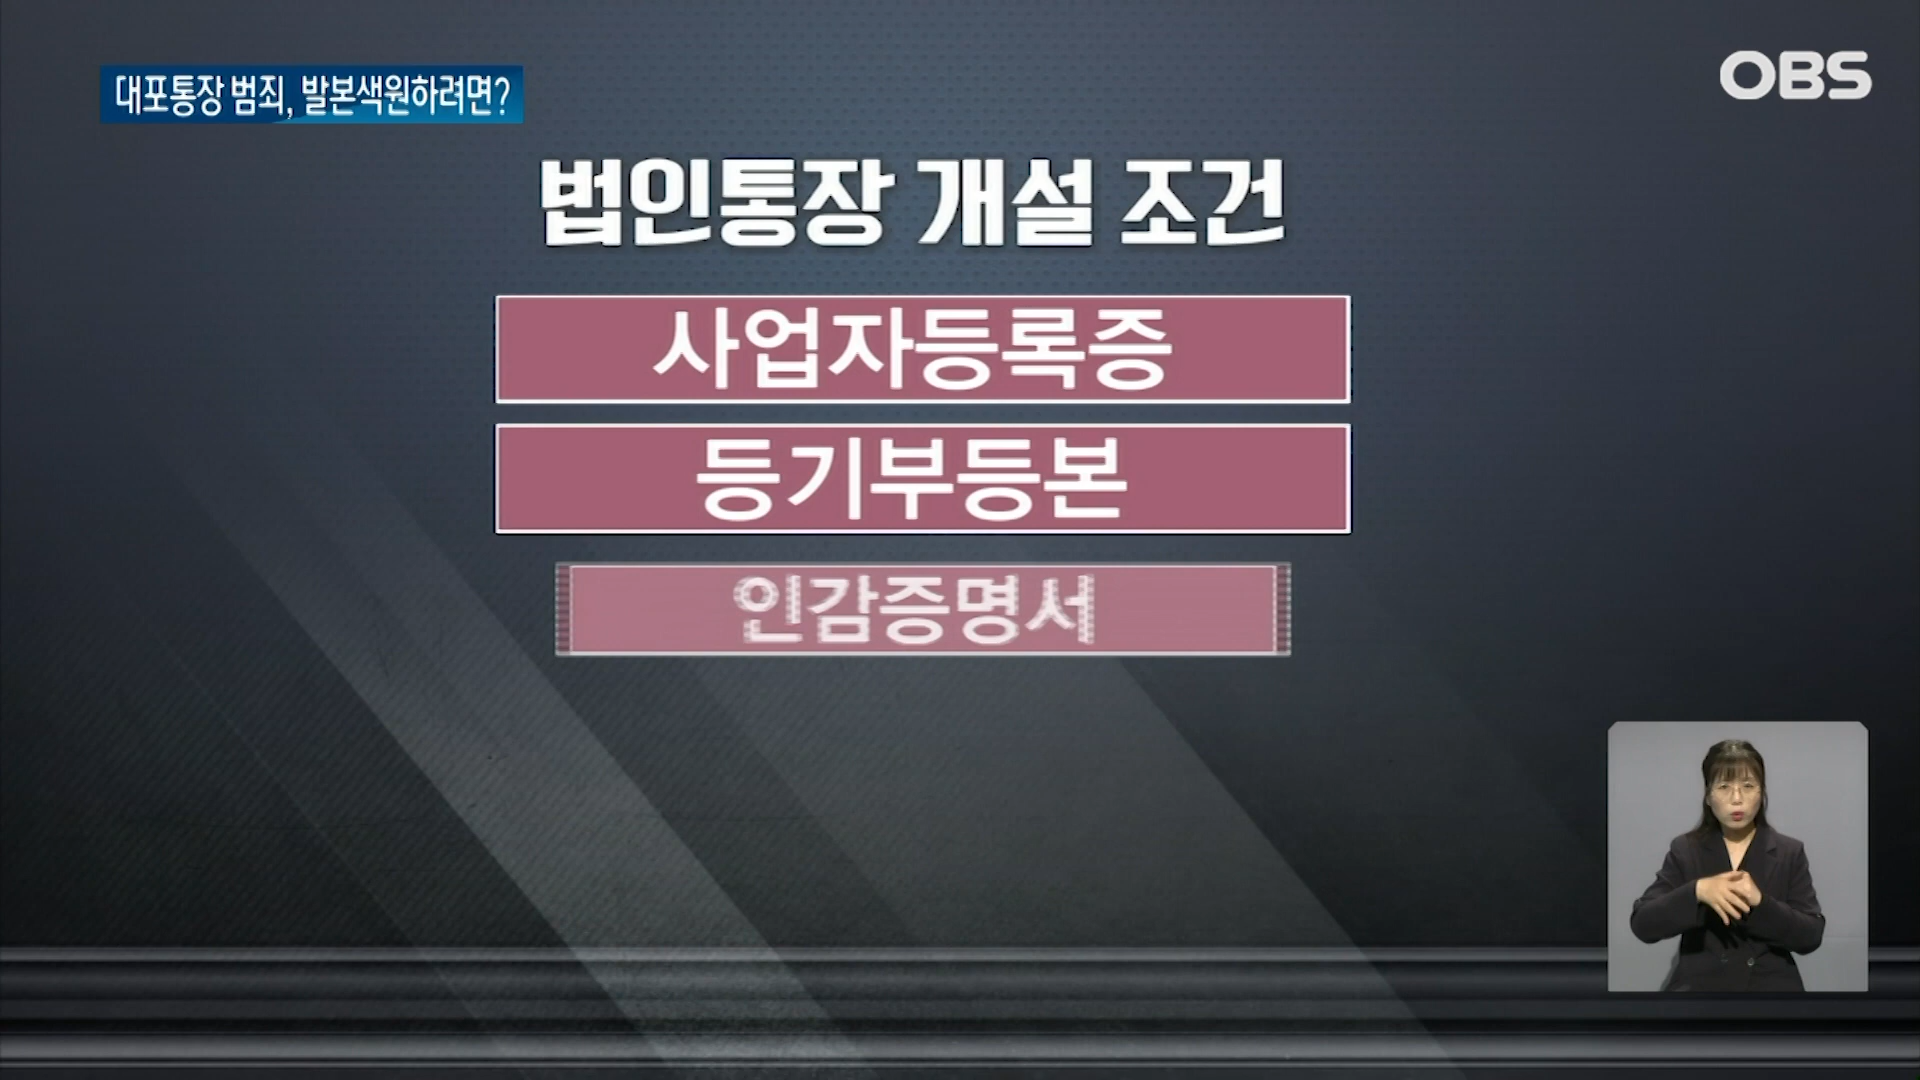 대포통장 범죄, 발본색원하려면?
OBS
법인통장 개설 조건
사업자등록증
등기부등본
인감증명서